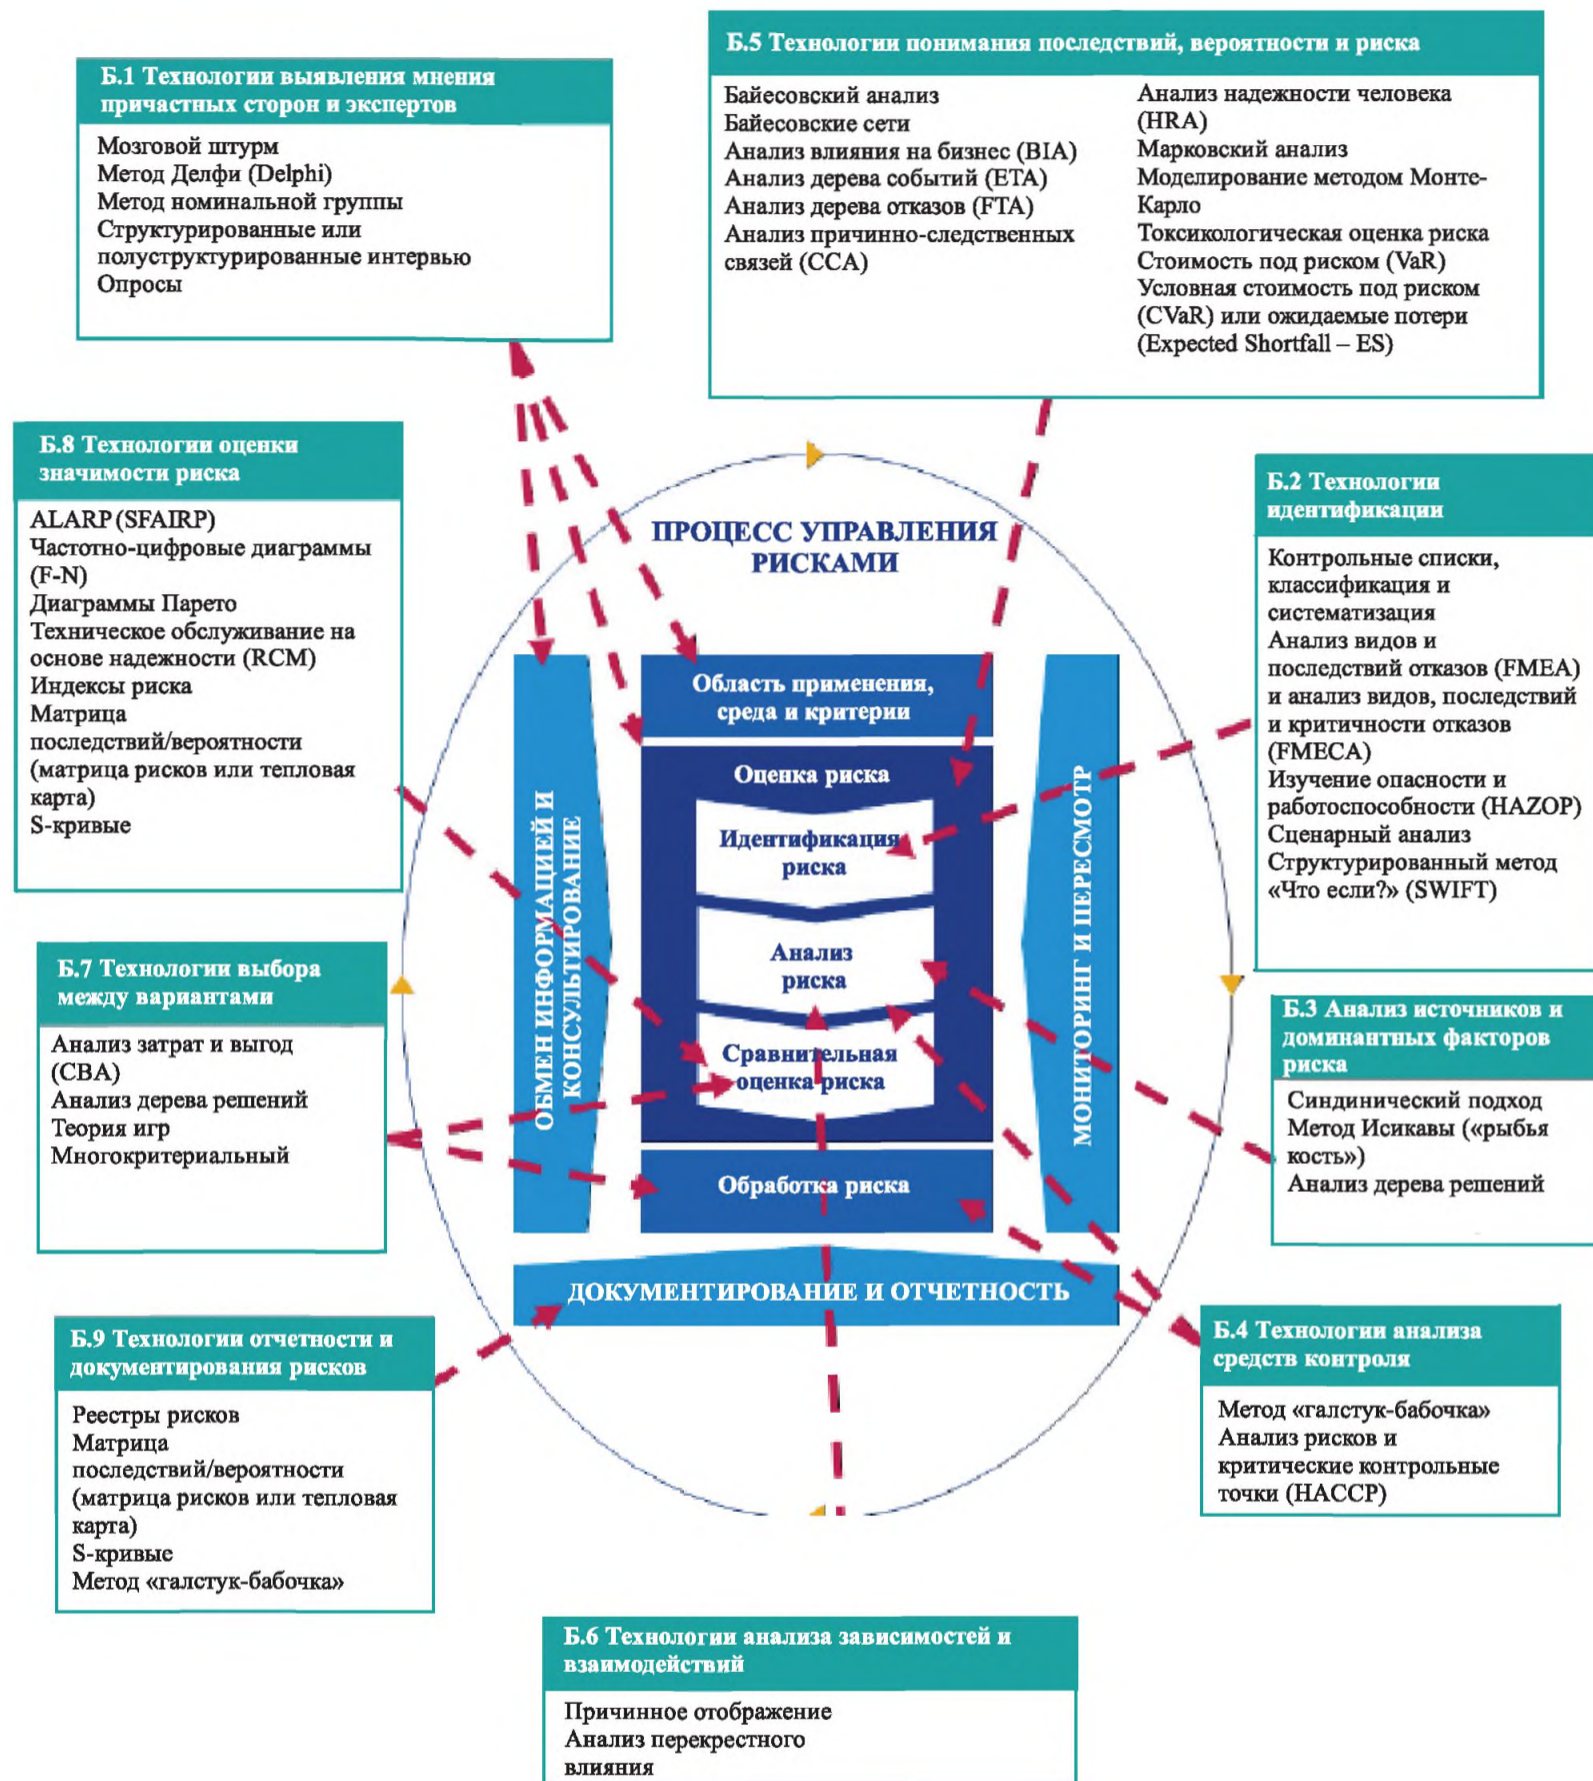 Б.1 Технологии выявления мнения
причастных сторон и экспертов
Мозговой штурм
Метод Делфи (Delphi)
Метод номинальной группы
Структурированные или
полуструктурированные интервью
Опросы
Б.5 Технологии понимания последствий, вероятности и риска
Байесовский анализ
Байесовские сети
Анализ влияния на бизнес (BIA)
Анализ дерева событий (ETA)
Анализ дерева отказов (FTA)
Анализ причинно-следственных
связей (CCA)
Анализ надежности человека
(HRA)
Марковский анализ
Моделирование методом Монте-
Карло
Токсикологическая оценка риска
Стоимость под риском (VaR)
Условная стоимость под риском
(CVaR) или ожидаемые потери
(Expected Shortfall – ES)
Б.8 Технологии оценки
значимости риска
ALARP (SFAIRP)
Частотно-цифровые диаграммы
(F-N)
Диаграммы Парето
Техническое обслуживание на
основе надежности (RCM)
Индексы риска
Матрица
последствий/вероятности
(матрица рисков или тепловая
карта)
S-кривые
ПРОЦЕСС УПРАВЛЕНИЯ
РИСКАМИ
Область применения,
среда и критерии
Оценка риска
Идентификация
риска
Анализ
риска
Сравнительная
оценка риска
Обработка риска
ОБМЕН ИНФОРМАЦИЕЙ И
КОНСУЛЬТИРОВАНИЕ
МОНИТОРИНГ И ПЕРЕСМОТР
ДОКУМЕНТИРОВАНИЕ И ОТЧЕТНОСТЬ
Б.2 Технологии
идентификации
Контрольные списки,
классификация и
систематизация
Анализ видов и
последствий отказов (FMEA)
и анализ видов, последствий
и критичности отказов
(FMECA)
Изучение опасности и
работоспособности (HAZOP)
Сценарный анализ
Структурированный метод
«Что если?» (SWIFT)
Б.7 Технологии выбора
между вариантами
Анализ затрат и выгод
(CBA)
Анализ дерева решений
Теория игр
Многокритериальный
Б.3 Анализ источников и
доминантных факторов
риска
Синдинический подход
Метод Исикавы («рыбья
кость»)
Анализ дерева решений
Б.9 Технологии отчетности и
документирования рисков
Реестры рисков
Матрица
последствий/вероятности
(матрица рисков или тепловая
карта)
S-кривые
Метод «галстук-бабочка»
Б.4 Технологии анализа
средств контроля
Метод «галстук-бабочка»
Анализ рисков и
критические контрольные
точки (HACCP)
Б.6 Технологии анализа зависимостей и
взаимодействий
Причинное отображение
Анализ перекрестного
влияния